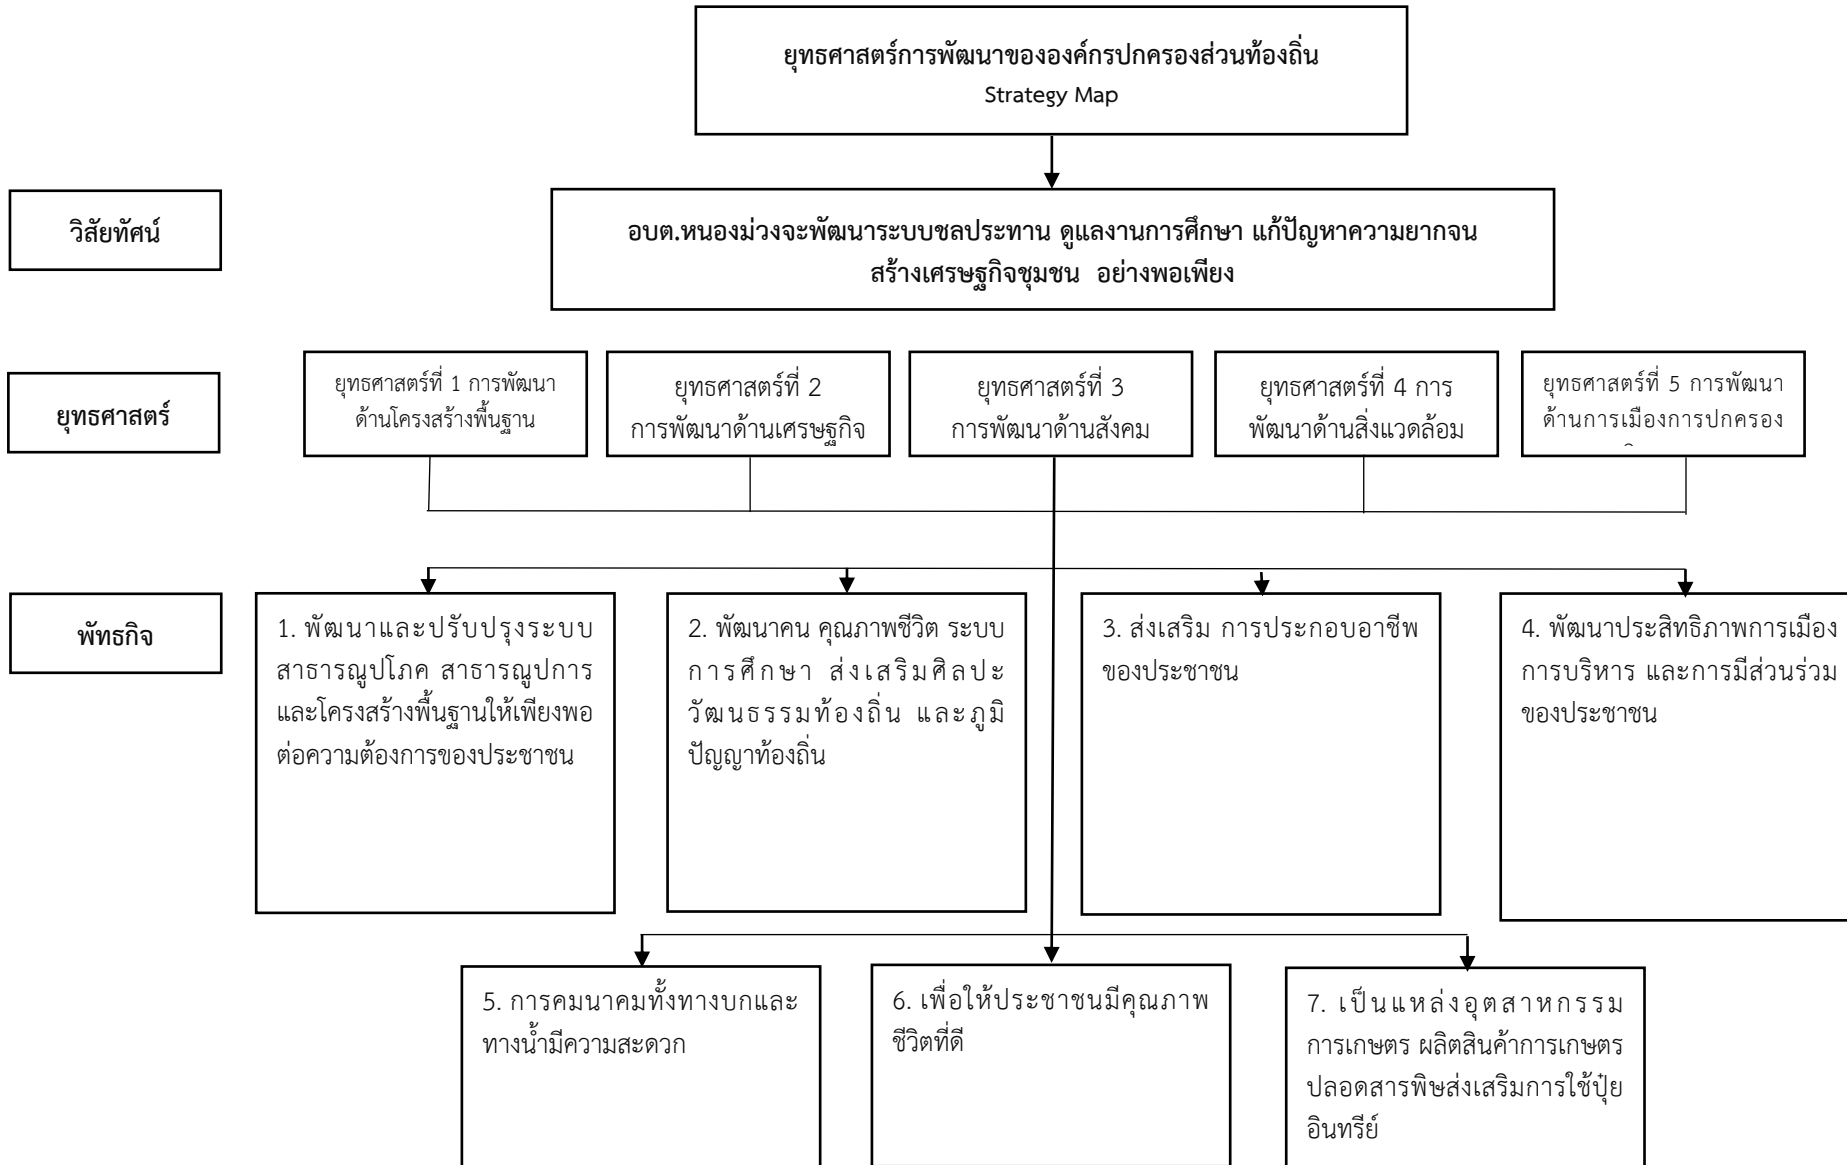 ยุทธศาสตร์การพัฒนาขององค์กรปกครองส่วนท้องถิ่น
Strategy Map
วิสัยทัศน์
อบต.หนองม่วงจะพัฒนาระบบชลประทาน ดูแลงานการศึกษา แก้ปัญหาความยากจน
สร้างเศรษฐกิจชุมชน อย่างพอเพียง
ยุทธศาสตร์
ยุทธศาสตร์ที่ 1 การพัฒนา
ด้านโครงสร้างพื้นฐาน
ยุทธศาสตร์ที่ 2
การพัฒนาด้านเศรษฐกิจ
ยุทธศาสตร์ที่ 3
การพัฒนาด้านสังคม
ยุทธศาสตร์ที่ 4 การ
พัฒนาด้านสิ่งแวดล้อม
ยุทธศาสตร์ที่ 5 การพัฒนา
ด้านการเมืองการปกครอง
พัทธกิจ
1. พัฒนาและปรับปรุงระบบ
สาธารณูปโภค สาธารณูปการ
และโครงสร้างพื้นฐานให้เพียงพอ
ต่อความต้องการของประชาชน
2. พัฒนาคน คุณภาพชีวิต ระบบ
การศึกษา ส่งเสริมศิลปะ
วัฒนธรรมท้องถิ่น และภูมิ
ปัญญาท้องถิ่น
3. ส่งเสริม การประกอบอาชีพ
ของประชาชน
4. พัฒนาประสิทธิภาพการเมือง
การบริหาร และการมีส่วนร่วม
ของประชาชน
5. การคมนาคมทั้งทางบกและ
ทางน้ำมีความสะดวก
6. เพื่อให้ประชาชนมีคุณภาพ
ชีวิตที่ดี
7. เป็นแหล่งอุตสาหกรรม
การเกษตร ผลิตสินค้าการเกษตร
ปลอดสารพิษส่งเสริมการใช้ปุ๋ย
อินทรีย์